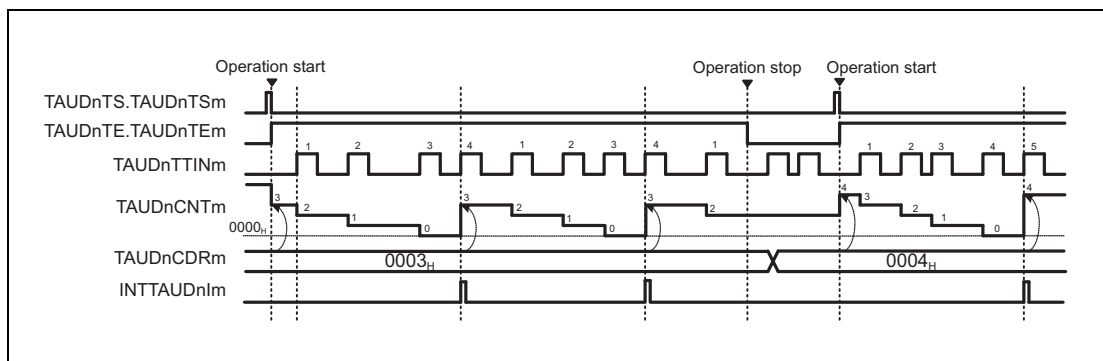 Operation start Operation stop Operation start
TAUDnTS.TAUDnTSm
TAUDnTE.TAUDnTEm
1 2 3 4 1 2 3 4 1 1 2 3 4 5
TAUDnTTINm
3 2 1 0 3 2 1 0 3 2 4 3 2 1 0 4
TAUDnCNTm
0000H
TAUDnCDRm 0003H 0004H
INTTAUDnIm